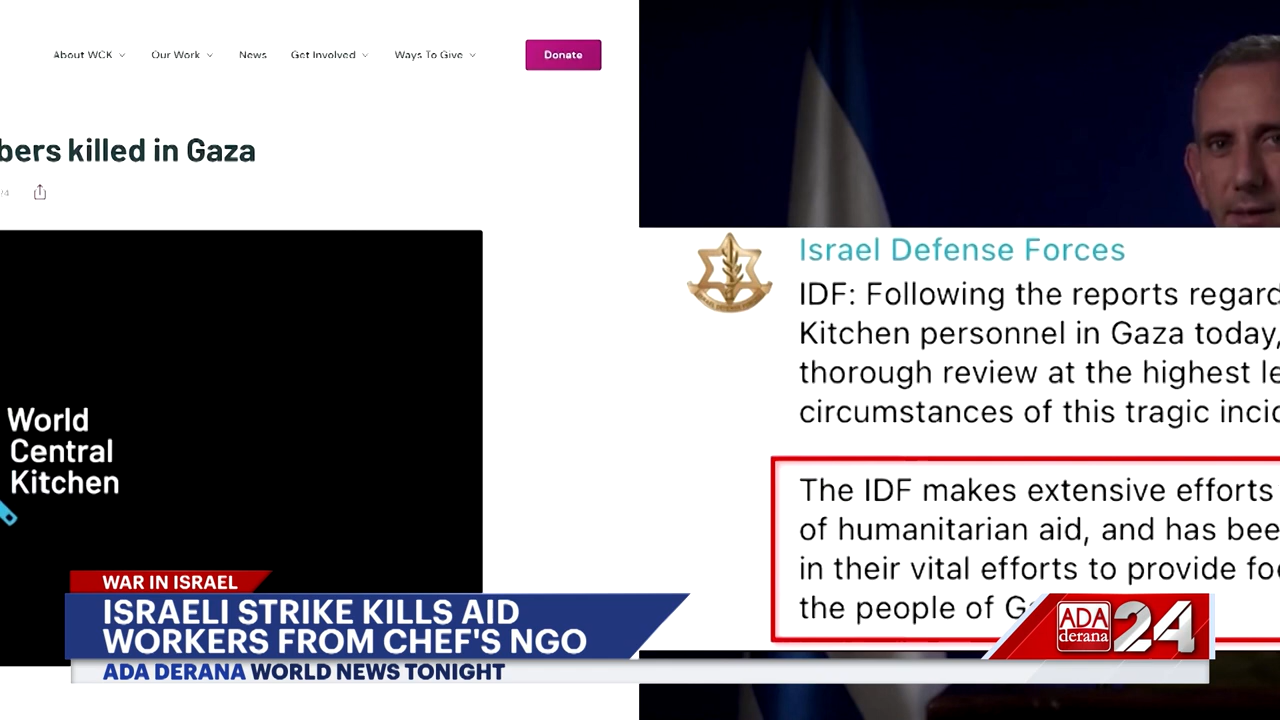 About WCK
Our Work
News
Get Involved
Ways To Give
Donate
bers killed in Gaza
/4
World
Central
Kitchen
Israel Defense Forces
IDF: Following the reports regard
Kitchen personnel in Gaza today,
thorough review at the highest le
circumstances of this tragic incid
The IDF makes extensive efforts
of humanitarian aid, and has bee
in their vital efforts to provide fo
the people of G
WAR IN ISRAEL
ISRAELI STRIKE KILLS AID
WORKERS FROM CHEF'S NGO
ADA DERANA WORLD NEWS TONIGHT
ADA
derana
24